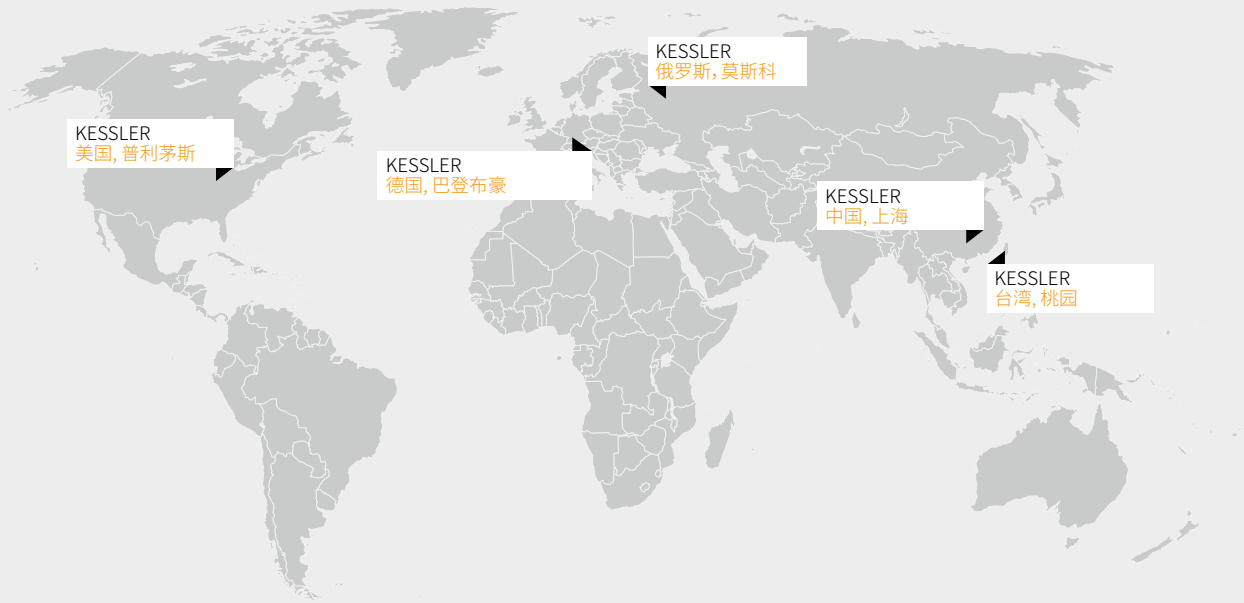 KESSLER
俄罗斯, 莫斯科
KESSLER
美国, 普利茅斯
KESSLER
德国, 巴登布豪
KESSLER
中国, 上海
KESSLER
台湾, 桃园